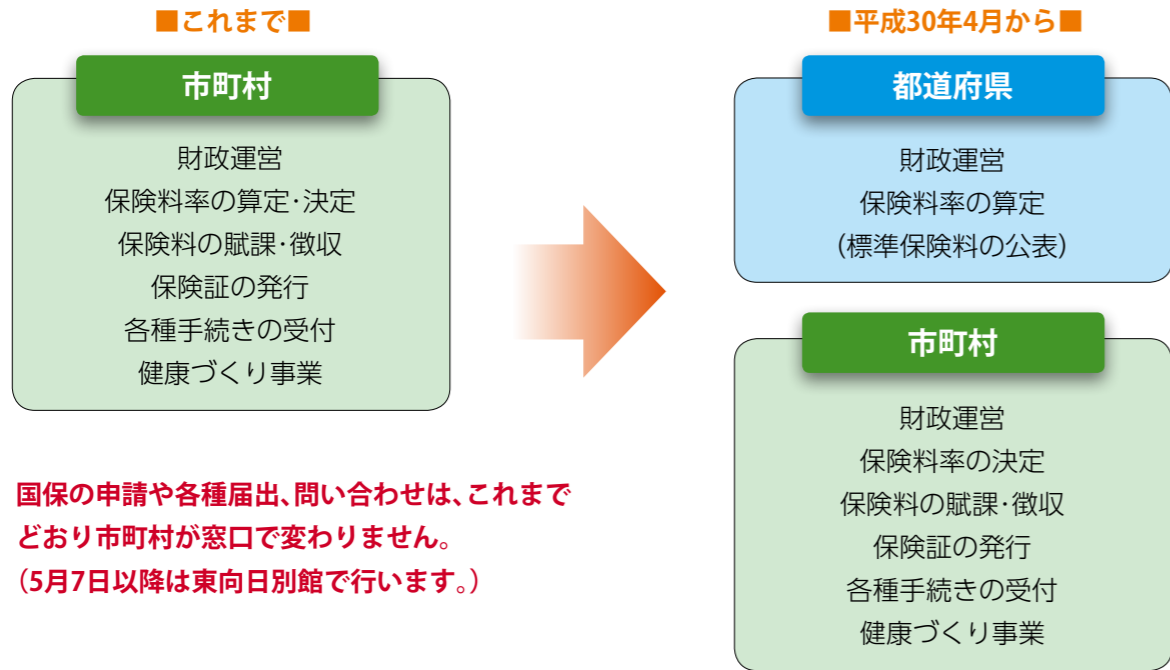 ■これまで■
市町村
財政運営
保険料率の算定・決定
保険料の賦課・徴収
保険証の発行
各種手続きの受付
健康づくり事業
国保の申請や各種届出、問い合わせは、これまで
どおり市町村が窓口で変わりません。
（5月7日以降は東向日別館で行います。）
■平成30年4月から■
都道府県
財政運営
保険料率の算定
（標準保険料の公表）
市町村
財政運営
保険料率の決定
保険料の賦課・徴収
保険証の発行
各種手続きの受付
健康づくり事業